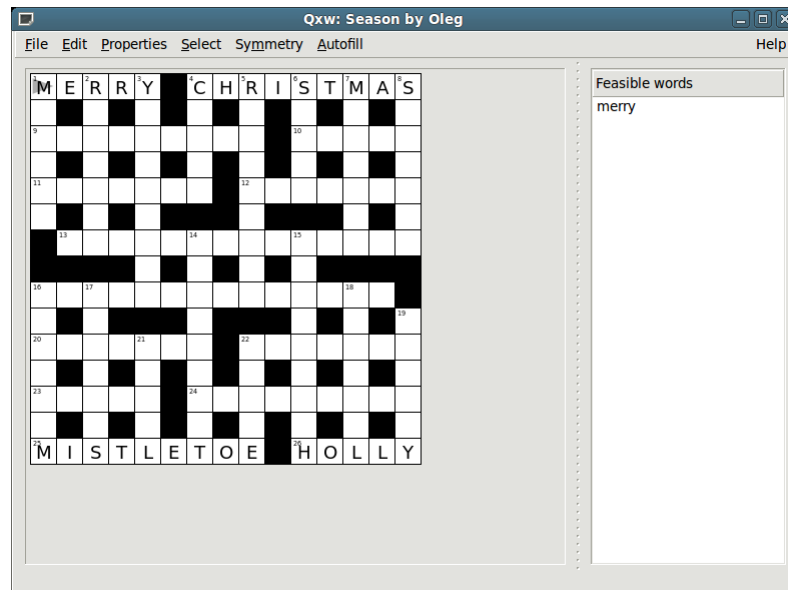 Qxw: Season by Oleg
File Edit Properties Select Symmetry Autofill Help
Feasible words
merry
1 2 3 4 5 6 7 8
M E R R Y C H R I S T M A S
9 10
11 12
13 14 15
16 17 18
19
20 21 22
23 24
25 26
M I S T L E T O E H O L L Y